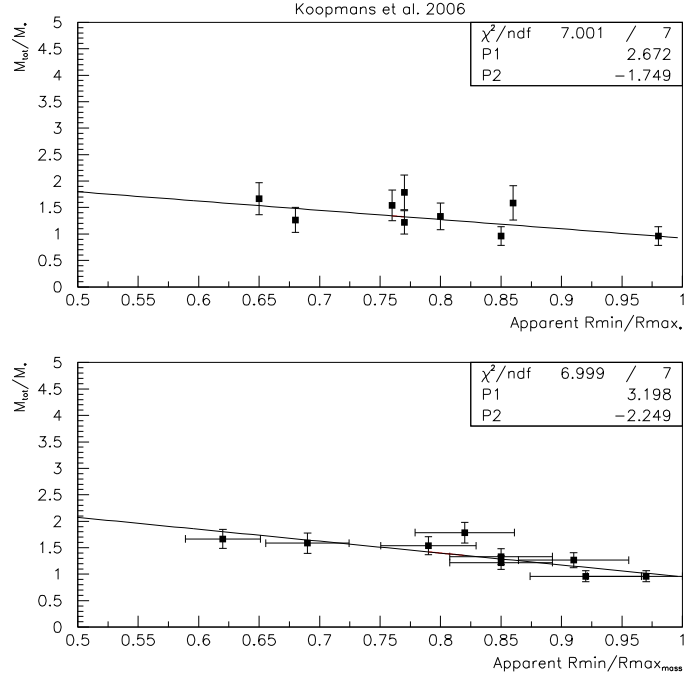 Koopmans et al. 2006
χ²/ndf 7.001 / 7
P1 2.672
P2 −1.749
M_tot/M_*
5
4.5
4
3.5
3
2.5
2
1.5
1
0.5
0
0.5 0.55 0.6 0.65 0.7 0.75 0.8 0.85 0.9 0.95 1
Apparent Rmin/Rmax_*
χ²/ndf 6.999 / 7
P1 3.198
P2 −2.249
M_tot/M_*
5
4.5
4
3.5
3
2.5
2
1.5
1
0.5
0
0.5 0.55 0.6 0.65 0.7 0.75 0.8 0.85 0.9 0.95 1
Apparent Rmin/Rmax_mass